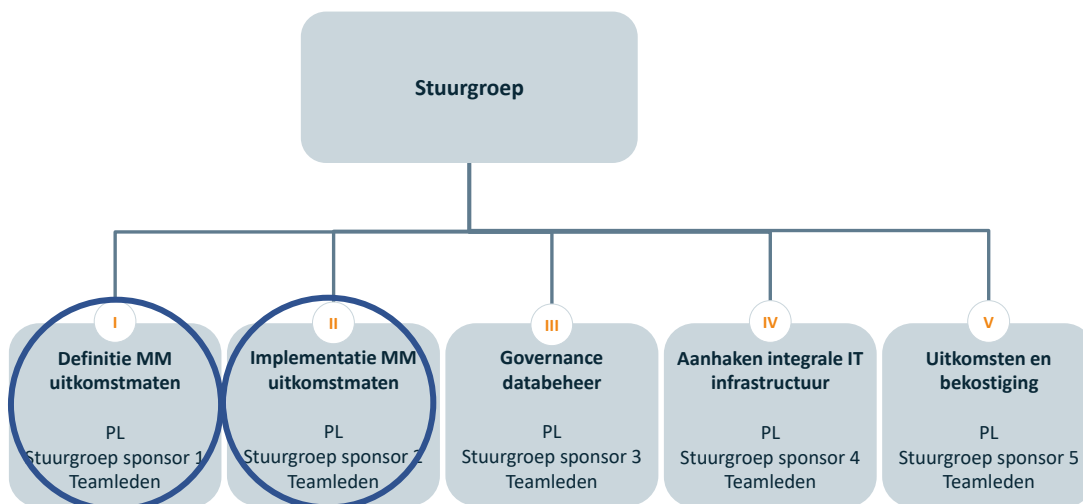 Stuurgroep
I
Definitie MM
uitkomstmaten
PL
Stuurgroep sponsor 1
Teamleden
II
Implementatie MM
uitkomstmaten
PL
Stuurgroep sponsor 2
Teamleden
III
Governance
databeheer
PL
Stuurgroep sponsor 3
Teamleden
IV
Aanhaken integrale IT
infrastructuur
PL
Stuurgroep sponsor 4
Teamleden
V
Uitkomsten en
bekostiging
PL
Stuurgroep sponsor 5
Teamleden